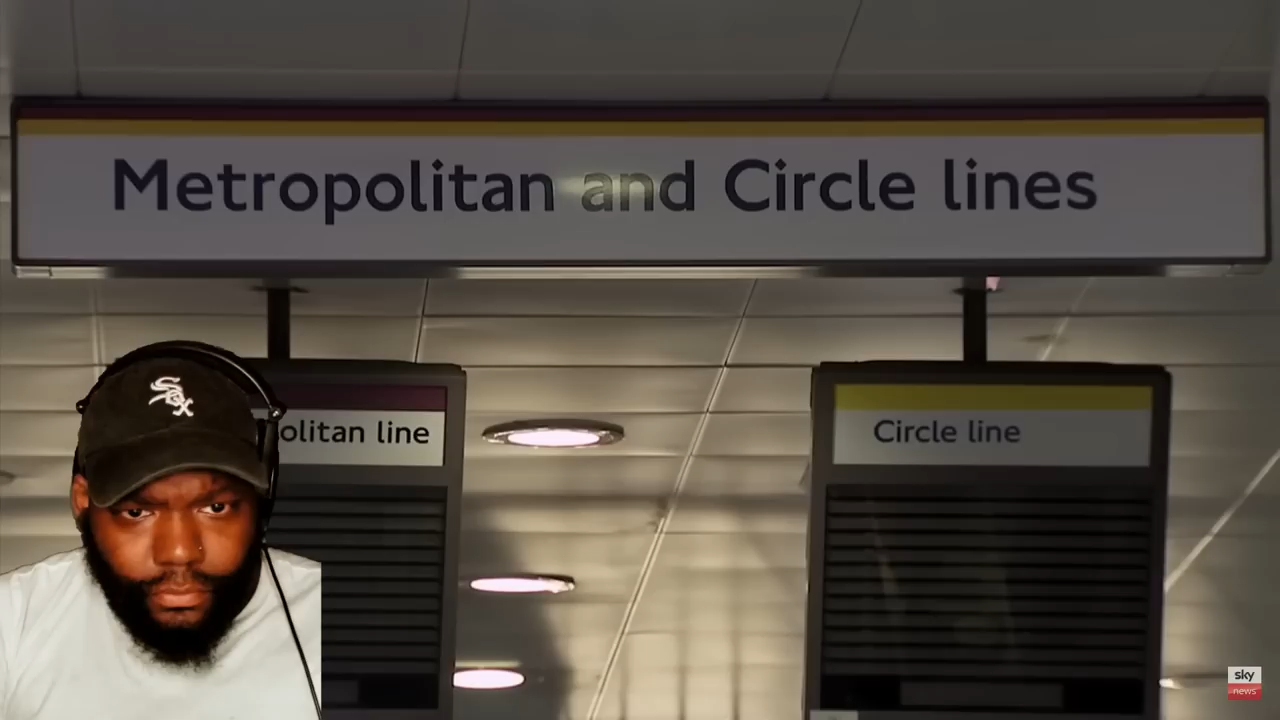 Metropolitan and Circle lines
olitan line
Circle line
Sox
sky
news